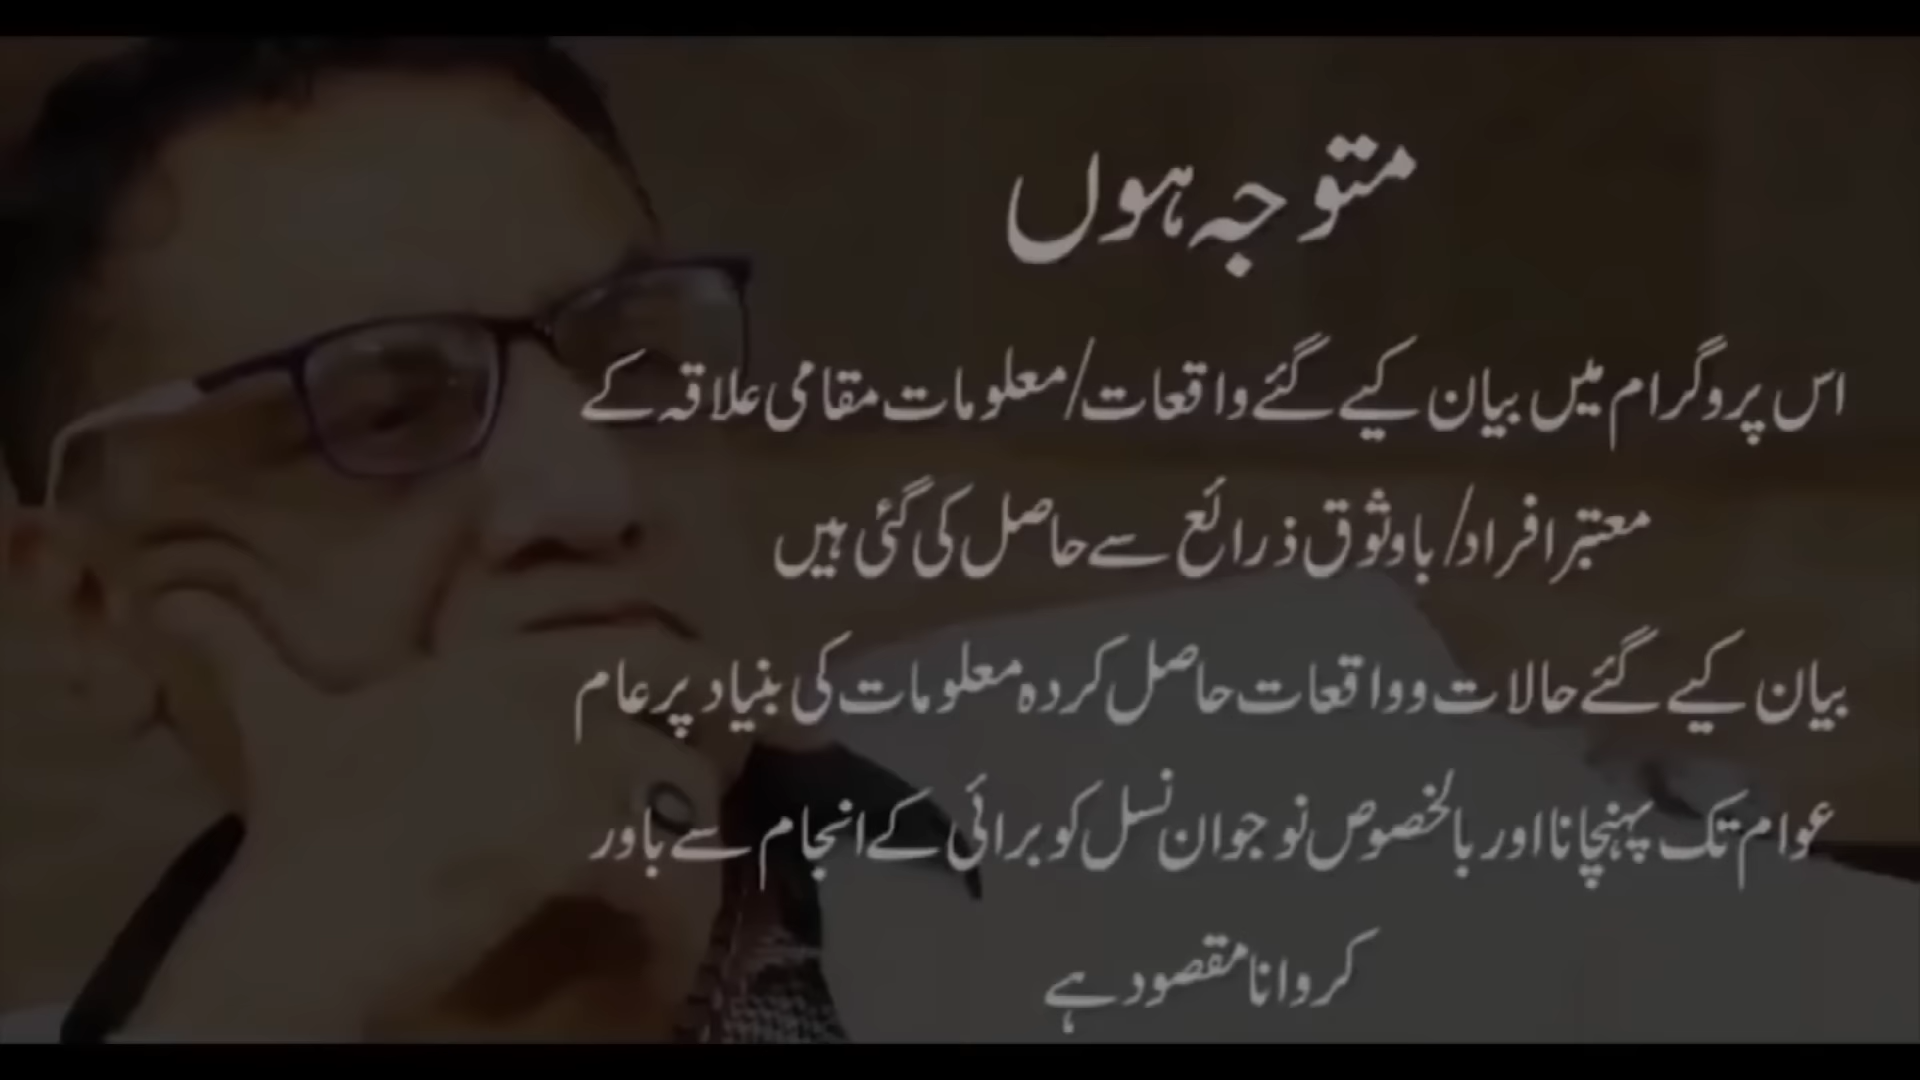 متوجہ ہوں
اس پروگرام میں بیان کیے گئے واقعات/معلومات مقامی علاقہ کے
معتبر افراد/باوثوق ذرائع سے حاصل کی گئی ہیں
بیان کیے گئے حالات و واقعات حاصل کردہ معلومات کی بنیاد پر عام
عوام تک پہنچانا اور بالخصوص نوجوان نسل کو برائی کے انجام سے باور
کروانا مقصود ہے